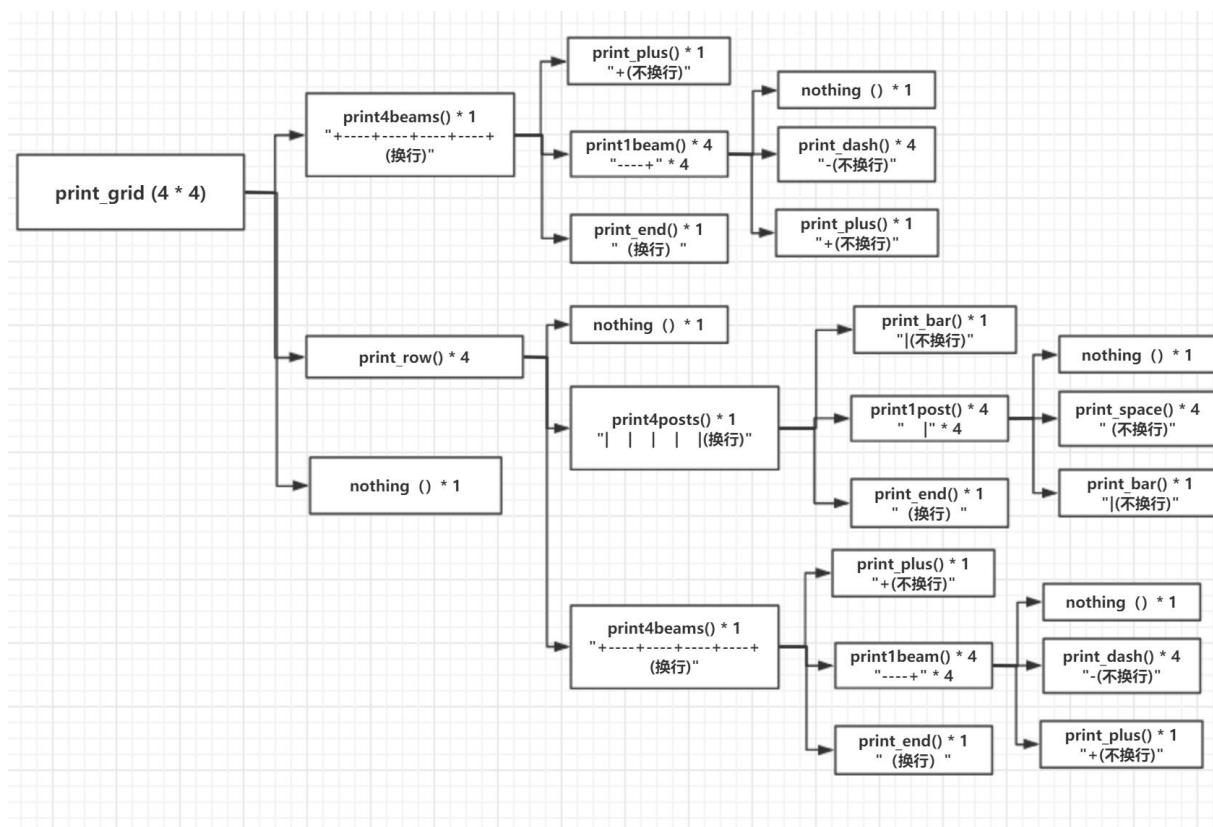 print_grid (4 * 4)
print4beams() * 1
"+----+----+----+----+
(换行)"
print_plus() * 1
"+(不换行)"
print1beam() * 4
"----+" * 4
print_end() * 1
"（换行）"
nothing（）* 1
print_dash() * 4
"-(不换行)"
print_plus() * 1
"+(不换行)"
print_row() * 4
nothing（）* 1
nothing（）* 1
print4posts() * 1
"|    |    |    |    |(换行)"
print_bar() * 1
"|(不换行)"
print1post() * 4
"    |" * 4
print_end() * 1
"（换行）"
nothing（）* 1
print_space() * 4
" (不换行)"
print_bar() * 1
"|(不换行)"
print4beams() * 1
"+----+----+----+----+
(换行)"
print_plus() * 1
"+(不换行)"
print1beam() * 4
"----+" * 4
print_end() * 1
"（换行）"
nothing（）* 1
print_dash() * 4
"-(不换行)"
print_plus() * 1
"+(不换行)"